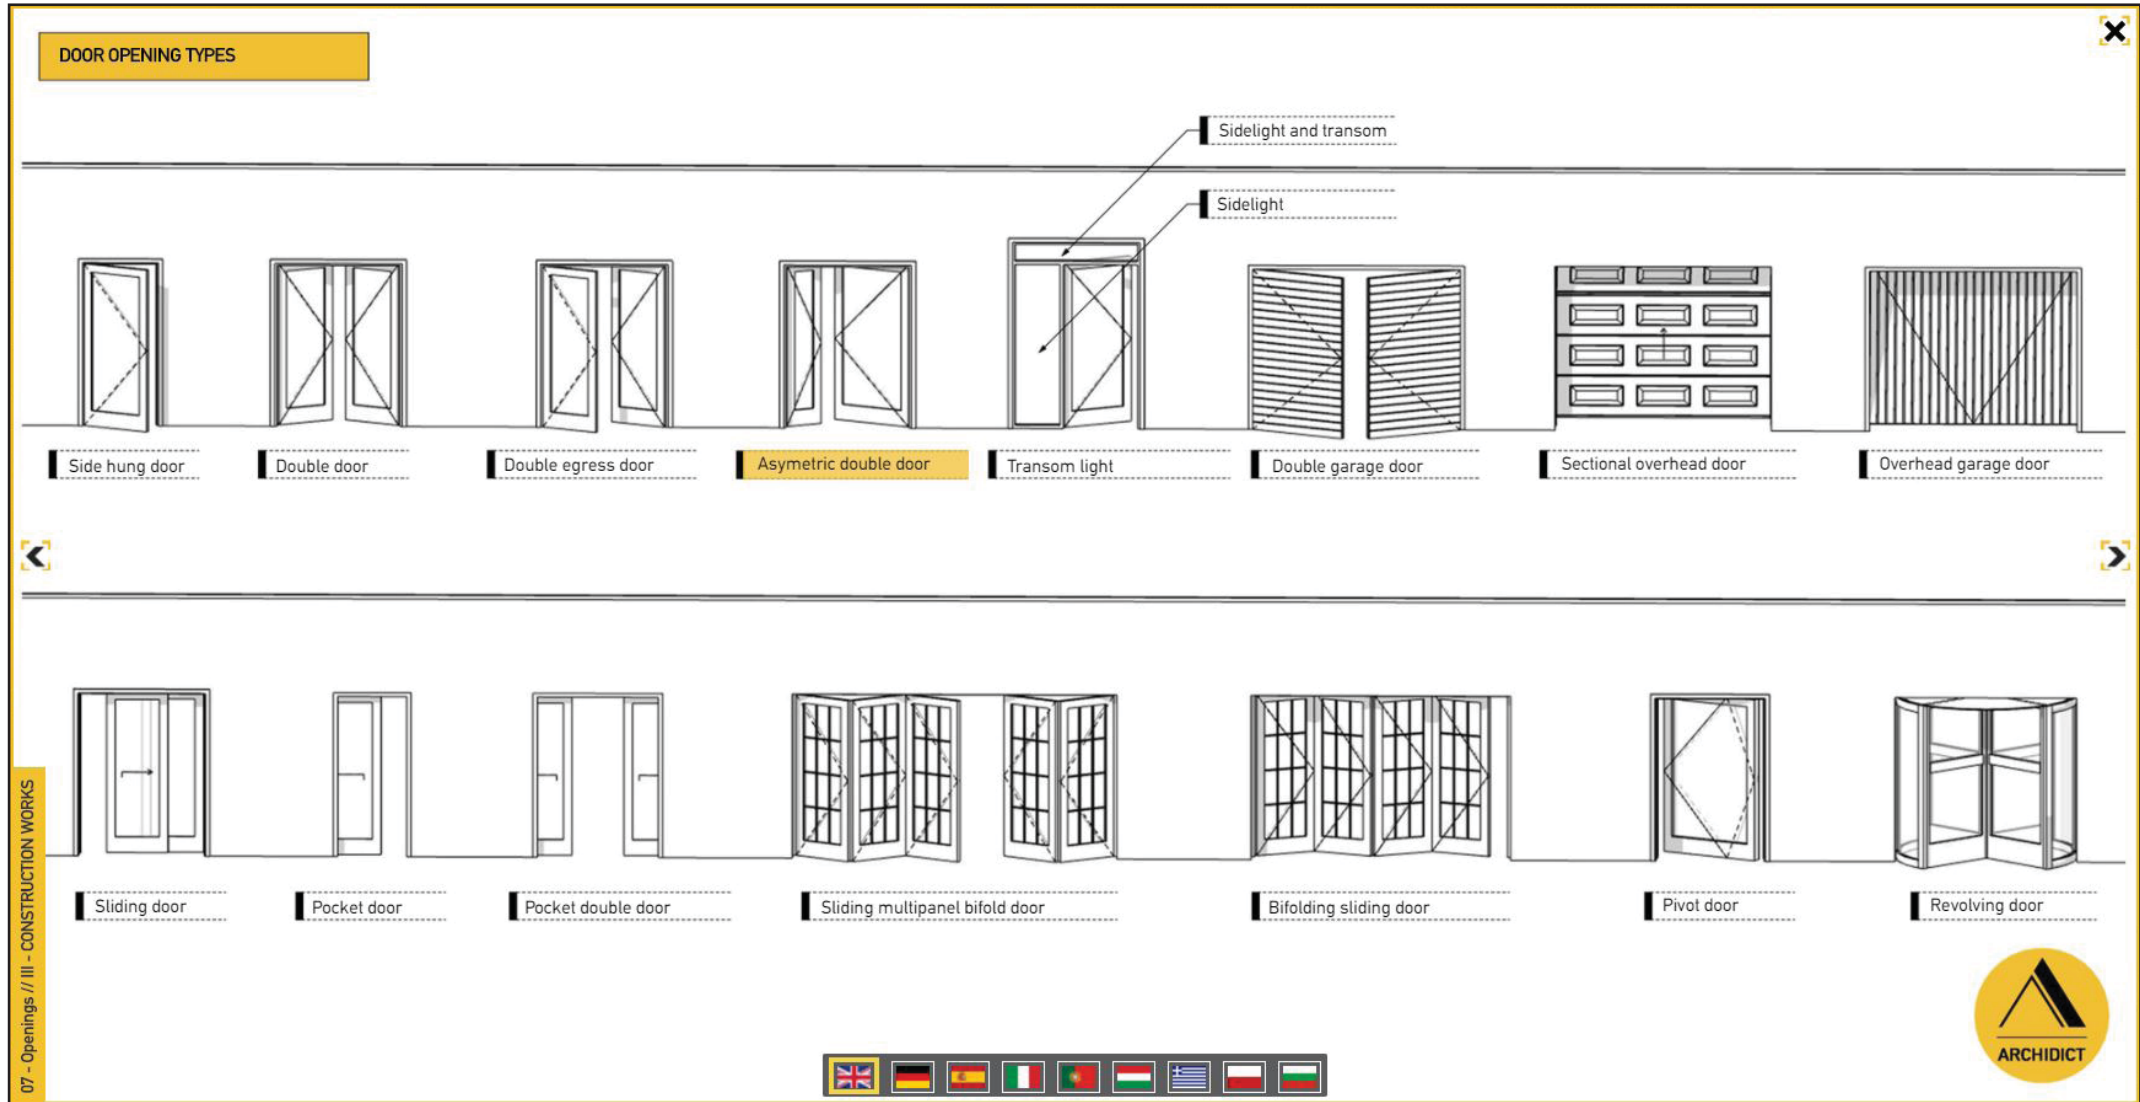 DOOR OPENING TYPES
Sidelight and transom
Sidelight
Side hung door
Double door
Double egress door
Asymetric double door
Transom light
Double garage door
Sectional overhead door
Overhead garage door
Sliding door
Pocket door
Pocket double door
Sliding multipanel bifold door
Bifolding sliding door
Pivot door
Revolving door
07 - Openings // III - CONSTRUCTION WORKS
ARCHIDICT